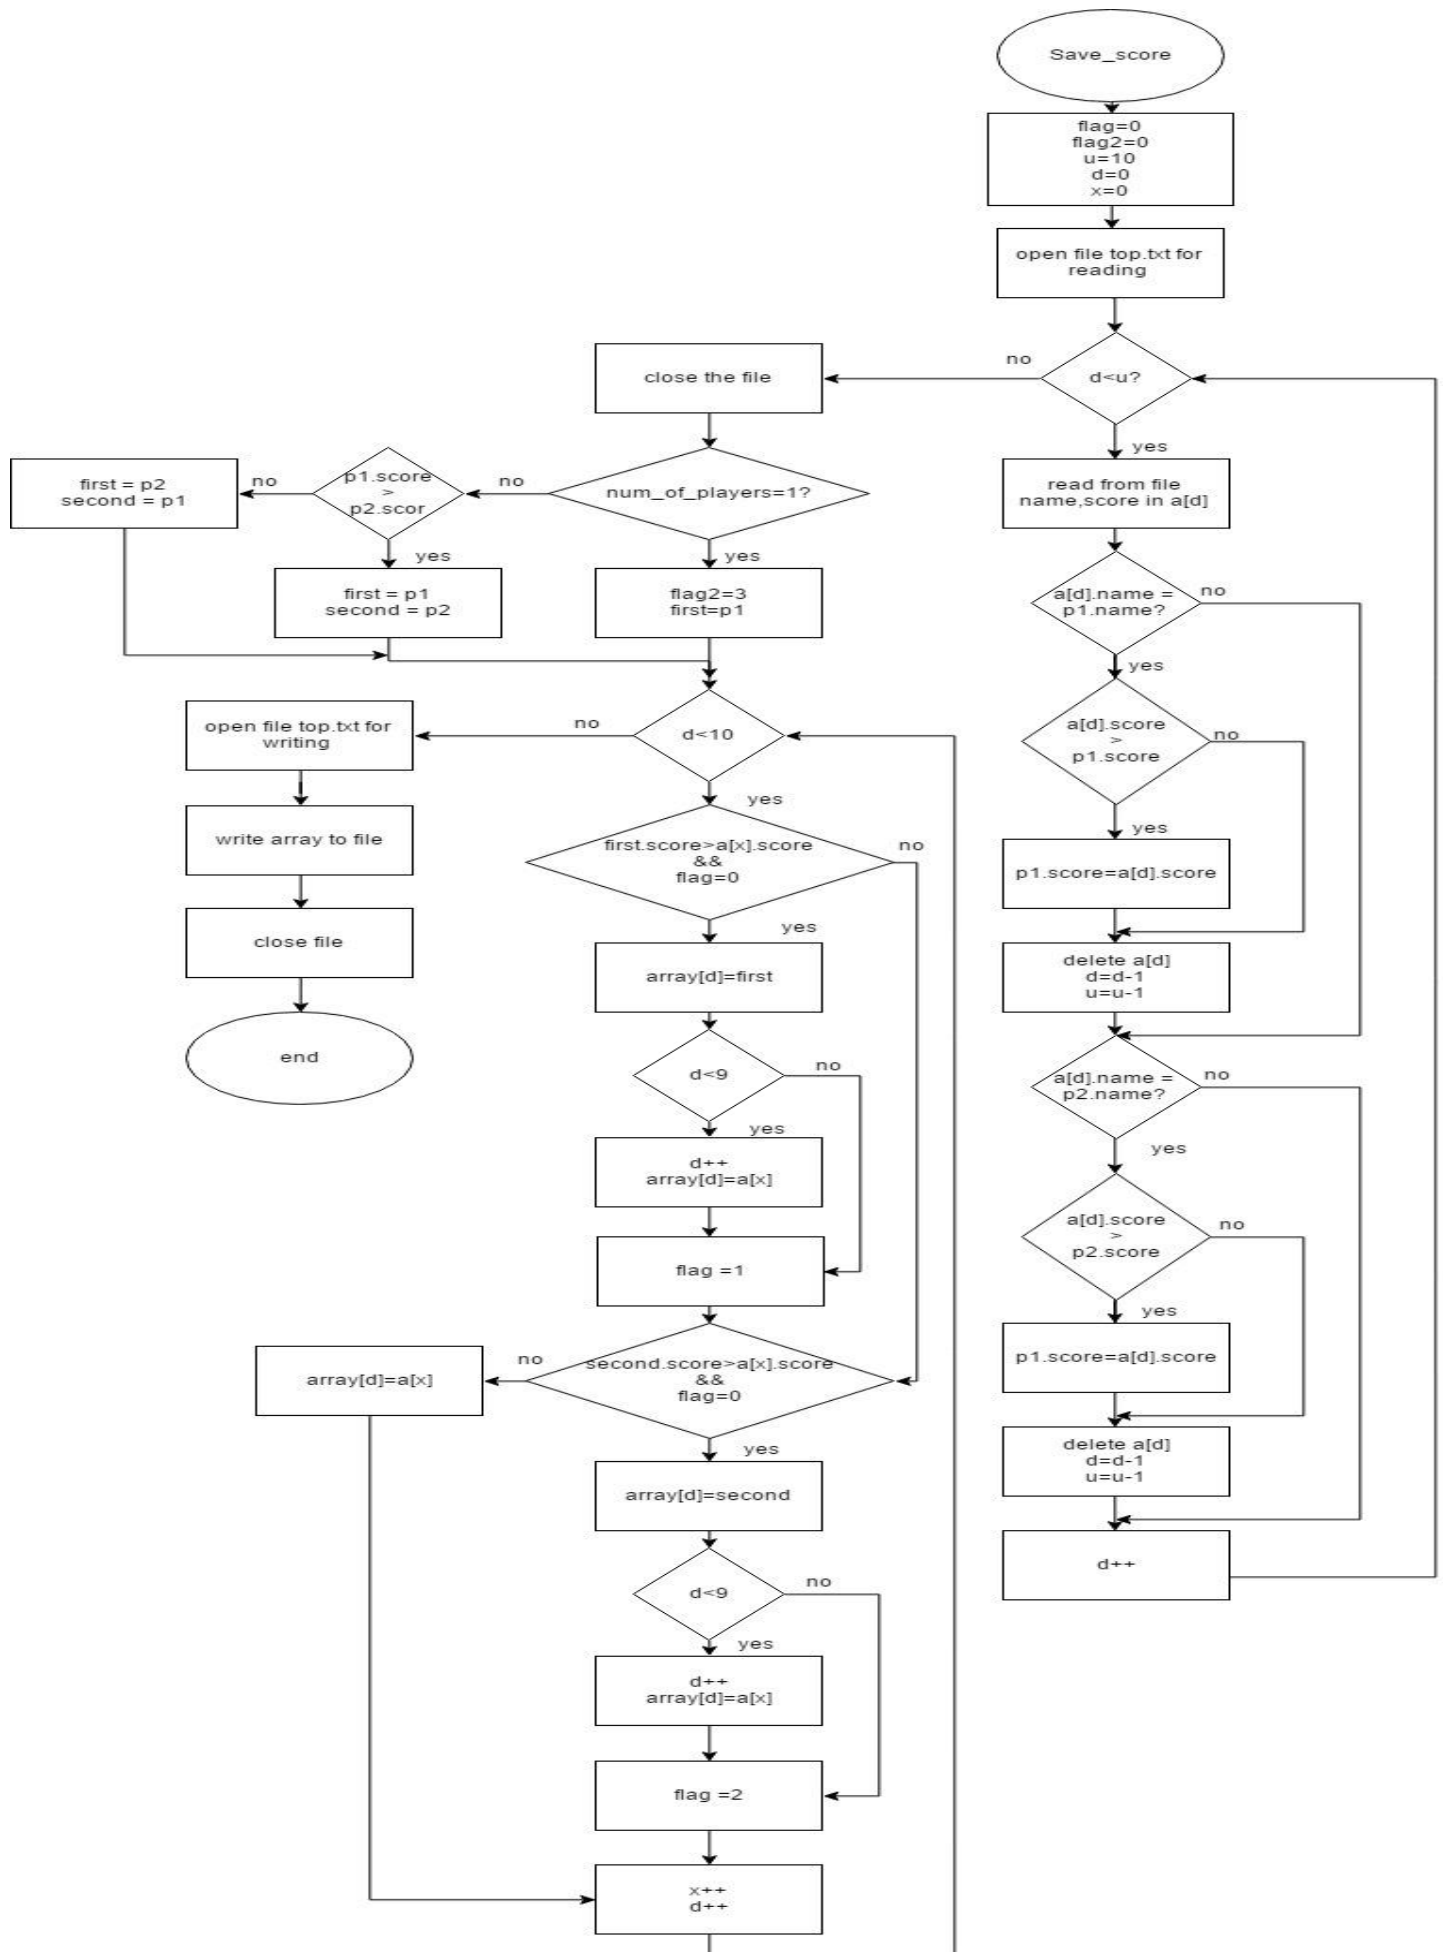 Save_score
flag=0
flag2=0
u=10
d=0
x=0
open file top.txt for
reading
d<u?
no
yes
close the file
read from file
name,score in a[d]
num_of_players=1?
no
yes
p1.score
>
p2.scor
no
yes
first = p2
second = p1
first = p1
second = p2
flag2=3
first=p1
a[d].name =
p1.name?
no
yes
a[d].score
>
p1.score
no
yes
p1.score=a[d].score
delete a[d]
d=d-1
u=u-1
a[d].name =
p2.name?
no
yes
a[d].score
>
p2.score
no
yes
p1.score=a[d].score
delete a[d]
d=d-1
u=u-1
d++
d<10
no
yes
open file top.txt for
writing
write array to file
close file
end
first.score>a[x].score
&&
flag=0
no
yes
array[d]=first
d<9
no
yes
d++
array[d]=a[x]
flag =1
second.score>a[x].score
&&
flag=0
no
yes
array[d]=a[x]
array[d]=second
d<9
no
yes
d++
array[d]=a[x]
flag =2
x++
d++